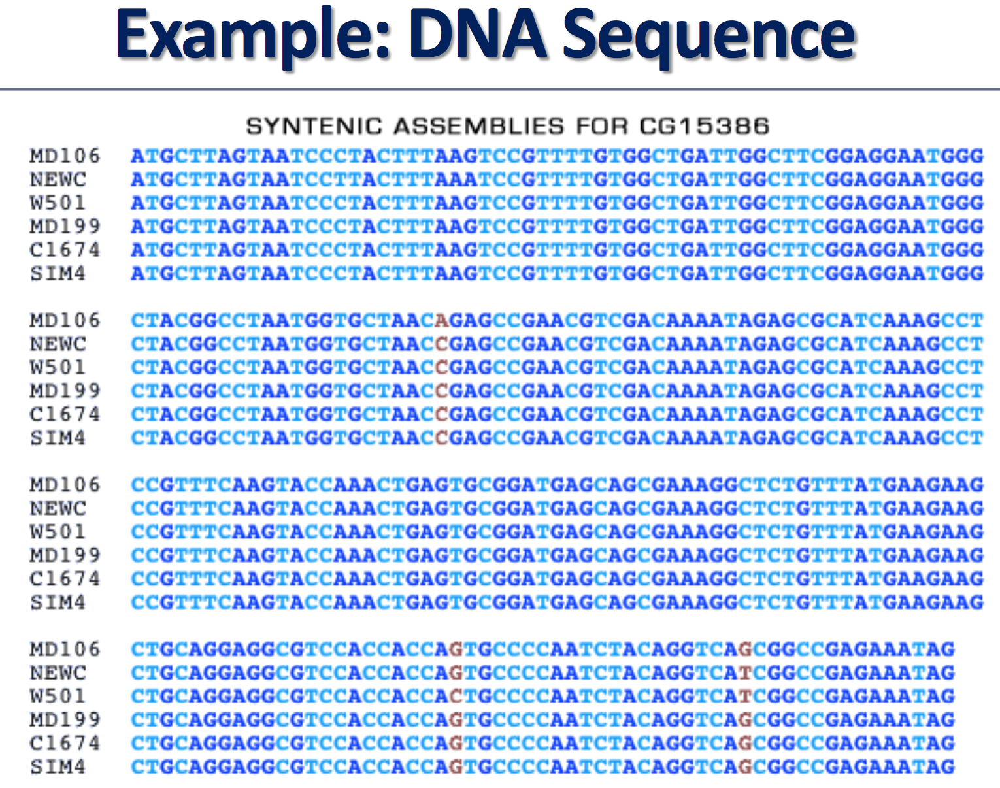 Example: DNA Sequence
SYNTENIC ASSEMBLIES FOR CG15386
MD106 ATGCTTAGTAATCCCTACTTTAAGTCCGTTTTGTGGCTGATTGGCTTCGGAGGAATGGG
NEWC ATGCTTAGTAATCCTTACTTTAAATCCGTTTTGTGGCTGATTGGCTTCGGAGGAATGGG
W501 ATGCTTAGTAATCCCTACTTTAAGTCCGTTTTGTGGCTGATTGGCTTCGGAGGAATGGG
MD199 ATGCTTAGTAATCCCTACTTTAAGTCCGTTTTGTGGCTGATTGGCTTCGGAGGAATGGG
C1674 ATGCTTAGTAATCCCTACTTTAAGTCCGTTTTGTGGCTGATTGGCTTCGGAGGAATGGG
SIM4 ATGCTTAGTAATCCCTACTTTAAGTCCGTTTTGTGGCTGATTGGCTTCGGAGGAATGGG
MD106 CTACGGCCTAATGGTGCTAACAGAGCCGAACGTCGACAAAATAGAGCGCATCAAAGCCT
NEWC CTACGGCCTAATGGTGCTAACCGAGCCGAACGTCGACAAAATAGAGCGCATCAAAGCCT
W501 CTACGGCCTAATGGTGCTAACCGAGCCGAACGTCGACAAAATAGAGCGCATCAAAGCCT
MD199 CTACGGCCTAATGGTGCTAACCGAGCCGAACGTCGACAAAATAGAGCGCATCAAAGCCT
C1674 CTACGGCCTAATGGTGCTAACCGAGCCGAACGTCGACAAAATAGAGCGCATCAAAGCCT
SIM4 CTACGGCCTAATGGTGCTAACCGAGCCGAACGTCGACAAAATAGAGCGCATCAAAGCCT
MD106 CCGTTTCAAGTACCAAACTGAGTGCGGATGAGCAGCGAAAGGCTCTGTTTATGAAGAAG
NEWC CCGTTTCAAGTACCAAACTGAGTGCGGATGAGCAGCGAAAGGCTCTGTTTATGAAGAAG
W501 CCGTTTCAAGTACCAAACTGAGTGCGGATGAGCAGCGAAAGGCTCTGTTTATGAAGAAG
MD199 CCGTTTCAAGTACCAAACTGAGTGCGGATGAGCAGCGAAAGGCTCTGTTTATGAAGAAG
C1674 CCGTTTCAAGTACCAAACTGAGTGCGGATGAGCAGCGAAAGGCTCTGTTTATGAAGAAG
SIM4 CCGTTTCAAGTACCAAACTGAGTGCGGATGAGCAGCGAAAGGCTCTGTTTATGAAGAAG
MD106 CTGCAGGAGGCGTCCACCACCAGTGCCCCAATCTACAGGTCAGCGGCCGAGAAATAG
NEWC CTGCAGGAGGCGTCCACCACCAGTGCCCCAATCTACAGGTCATCGGCCGAGAAATAG
W501 CTGCAGGAGGCGTCCACCACCACTGCCCCAATCTACAGGTCATCGGCCGAGAAATAG
MD199 CTGCAGGAGGCGTCCACCACCAGTGCCCCAATCTACAGGTCAGCGGCCGAGAAATAG
C1674 CTGCAGGAGGCGTCCACCACCAGTGCCCCAATCTACAGGTCAGCGGCCGAGAAATAG
SIM4 CTGCAGGAGGCGTCCACCACCAGTGCCCCAATCTACAGGTCAGCGGCCGAGAAATAG